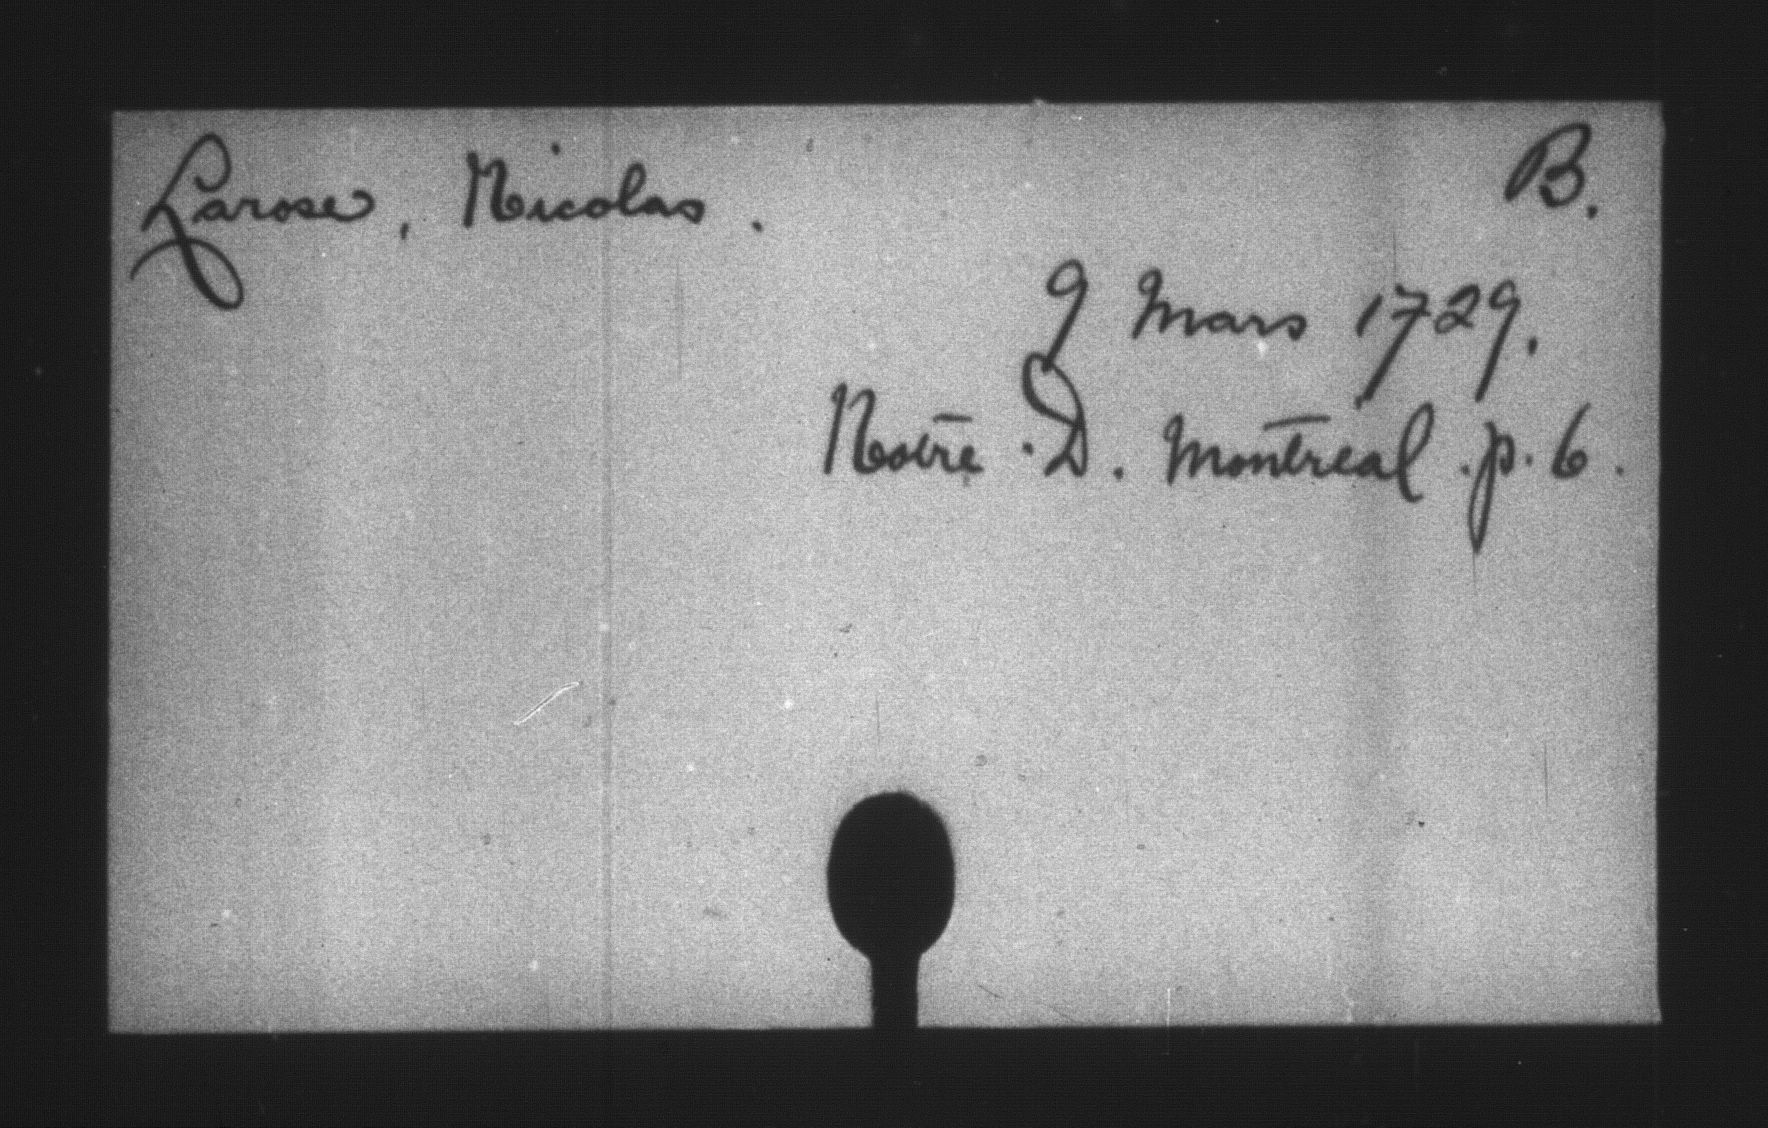 Larose, Nicolas. B.
9 Mars 1729.
Notre D. Montreal p. 6.